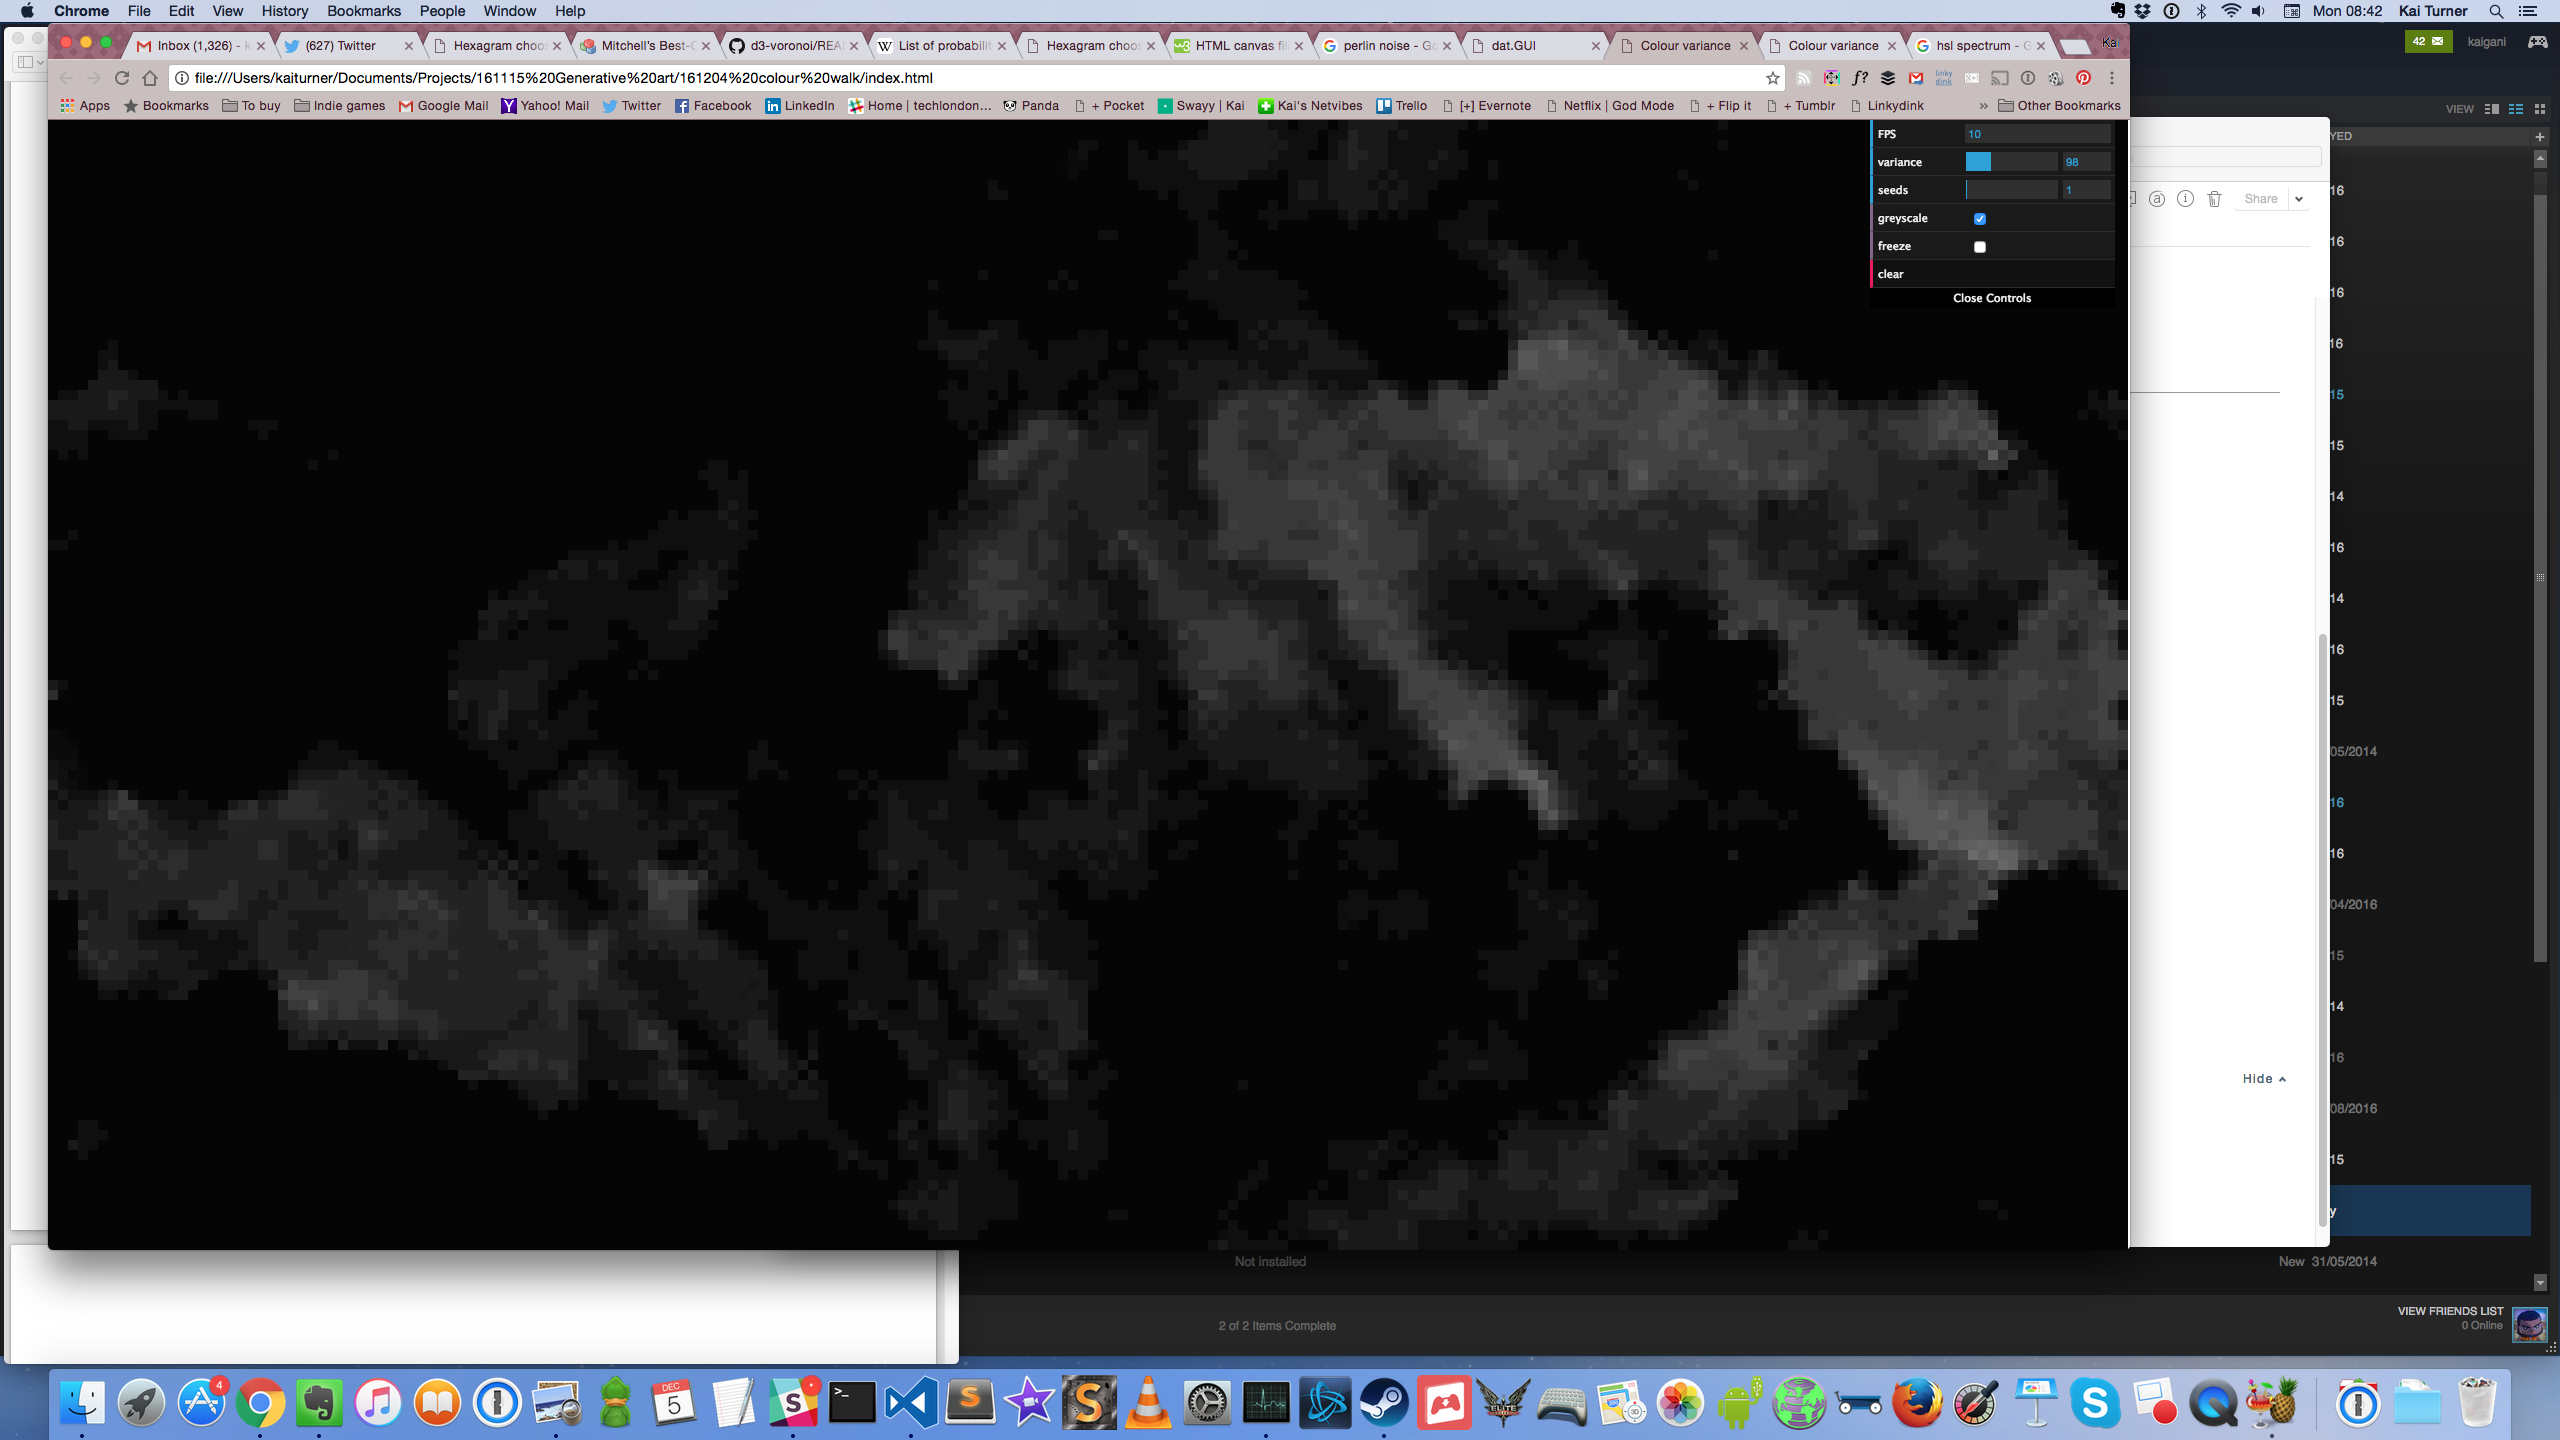 Chrome File Edit View History Bookmarks People Window Help
Mon 08:42 Kai Turner
Inbox (1,326) - k
(627) Twitter
Hexagram choo
Mitchell's Best-C
d3-voronoi/REA
List of probabilit
Hexagram choo
HTML canvas fil
perlin noise - Go
dat.GUI
Colour variance
Colour variance
hsl spectrum - G
Kai
file:///Users/kaiturner/Documents/Projects/161115%20Generative%20art/161204%20colour%20walk/index.html
Apps Bookmarks To buy Indie games Google Mail Yahoo! Mail Twitter Facebook LinkedIn Home | techlondon... Panda + Pocket Swayy | Kai Kai's Netbives Trello [+] Evernote Netflix | God Mode + Flip it + Tumblr Linkydink » Other Bookmarks
FPS 10
variance 98
seeds 1
greyscale
freeze
clear
Close Controls
42 kaigani
VIEW
YED
Share
16
16
16
16
15
15
14
16
14
16
15
05/2014
16
16
04/2016
15
14
16
Hide
08/2016
15
y
Not installed
New 31/05/2014
2 of 2 Items Complete
VIEW FRIENDS LIST
0 Online
4
DEC
5
ELITE